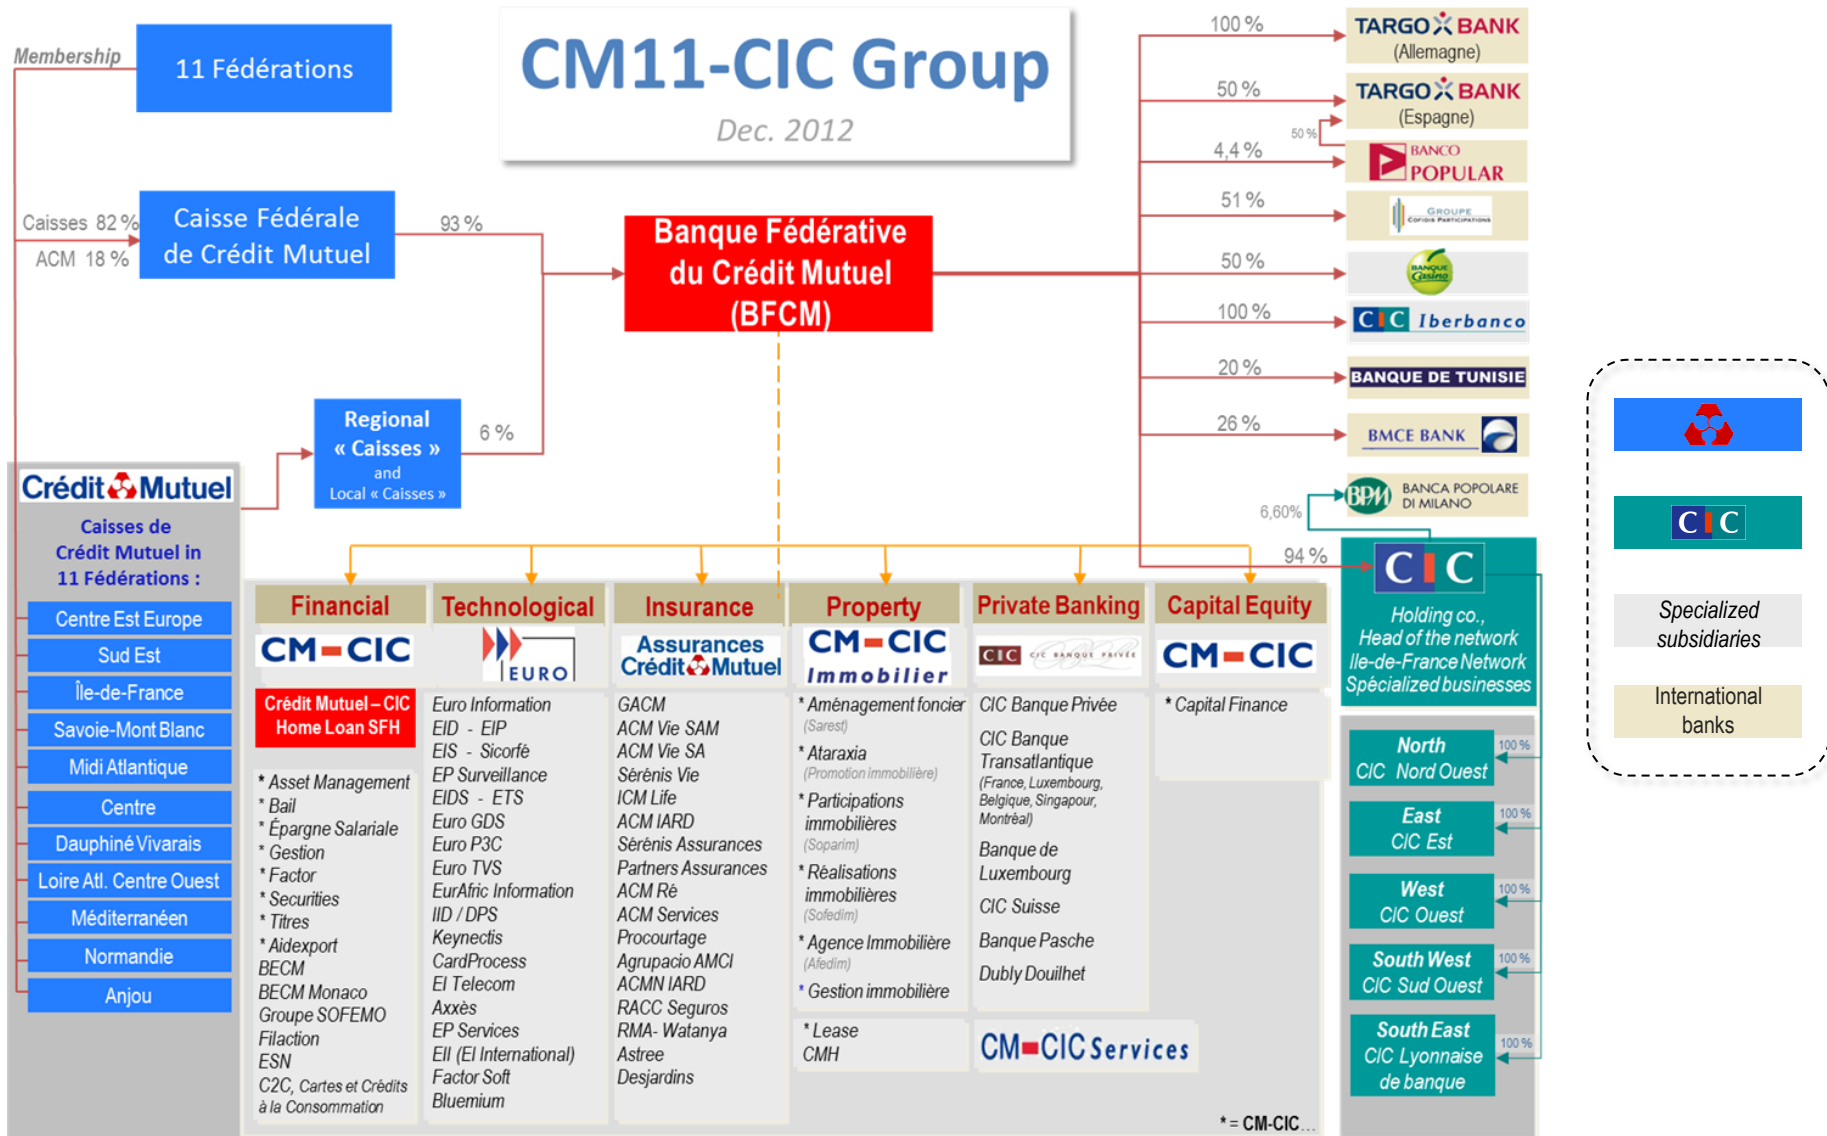 CM11-CIC Group
Dec. 2012
Membership
11 Fédérations
Caisses 82 %
ACM 18 %
Caisse Fédérale
de Crédit Mutuel
93 %
Banque Fédérative
du Crédit Mutuel
(BFCM)
Regional
« Caisses »
and
Local « Caisses »
6 %
100 %
TARGO BANK
(Allemagne)
50 %
TARGO BANK
(Espagne)
50 %
4,4 %
BANCO
POPULAR
51 %
GROUPE
COFIDIS PARTICIPATIONS
50 %
BANQUE
Casino
100 %
CIC Iberbanco
20 %
BANQUE DE TUNISIE
26 %
BMCE BANK
6,60%
BPM BANCA POPOLARE
DI MILANO
94 %
CIC
Holding co.,
Head of the network
Ile-de-France Network
Spécialized businesses
North
CIC Nord Ouest
100 %
East
CIC Est
100 %
West
CIC Ouest
100 %
South West
CIC Sud Ouest
100 %
South East
CIC Lyonnaise
de banque
100 %
Crédit Mutuel
Caisses de
Crédit Mutuel in
11 Fédérations :
Centre Est Europe
Sud Est
Île-de-France
Savoie-Mont Blanc
Midi Atlantique
Centre
Dauphiné Vivarais
Loire Atl. Centre Ouest
Méditerranéen
Normandie
Anjou
Financial
CM-CIC
Crédit Mutuel – CIC
Home Loan SFH
* Asset Management
* Bail
* Épargne Salariale
* Gestion
* Factor
* Securities
* Titres
* Aidexport
BECM
BECM Monaco
Groupe SOFEMO
Filaction
ESN
C2C, Cartes et Crédits
à la Consommation
Technological
EURO
Euro Information
EID - EIP
EIS - Sicorfé
EP Surveillance
EIDS - ETS
Euro GDS
Euro P3C
Euro TVS
EurAfric Information
IID / DPS
Keynectis
CardProcess
EI Telecom
Axxès
EP Services
EII (EI International)
Factor Soft
Bluemium
Insurance
Assurances
Crédit Mutuel
GACM
ACM Vie SAM
ACM Vie SA
Sérénis Vie
ICM Life
ACM IARD
Sérénis Assurances
Partners Assurances
ACM Ré
ACM Services
Procourtage
Agrupacio AMCI
ACMN IARD
RACC Seguros
RMA- Watanya
Astree
Desjardins
Property
CM-CIC
Immobilier
* Aménagement foncier
(Sarest)
* Ataraxia
(Promotion immobilière)
* Participations
immobilières
(Soparim)
* Réalisations
immobilières
(Sofedim)
* Agence Immobilière
(Afedim)
* Gestion immobilière
* Lease
CMH
Private Banking
CIC CIC BANQUE PRIVÉE
CIC Banque Privée
CIC Banque
Transatlantique
(France, Luxembourg,
Belgique, Singapour,
Montréal)
Banque de
Luxembourg
CIC Suisse
Banque Pasche
Dubly Douilhet
CM-CIC Services
Capital Equity
CM-CIC
* Capital Finance
* = CM-CIC…
CIC
Specialized
subsidiaries
International
banks